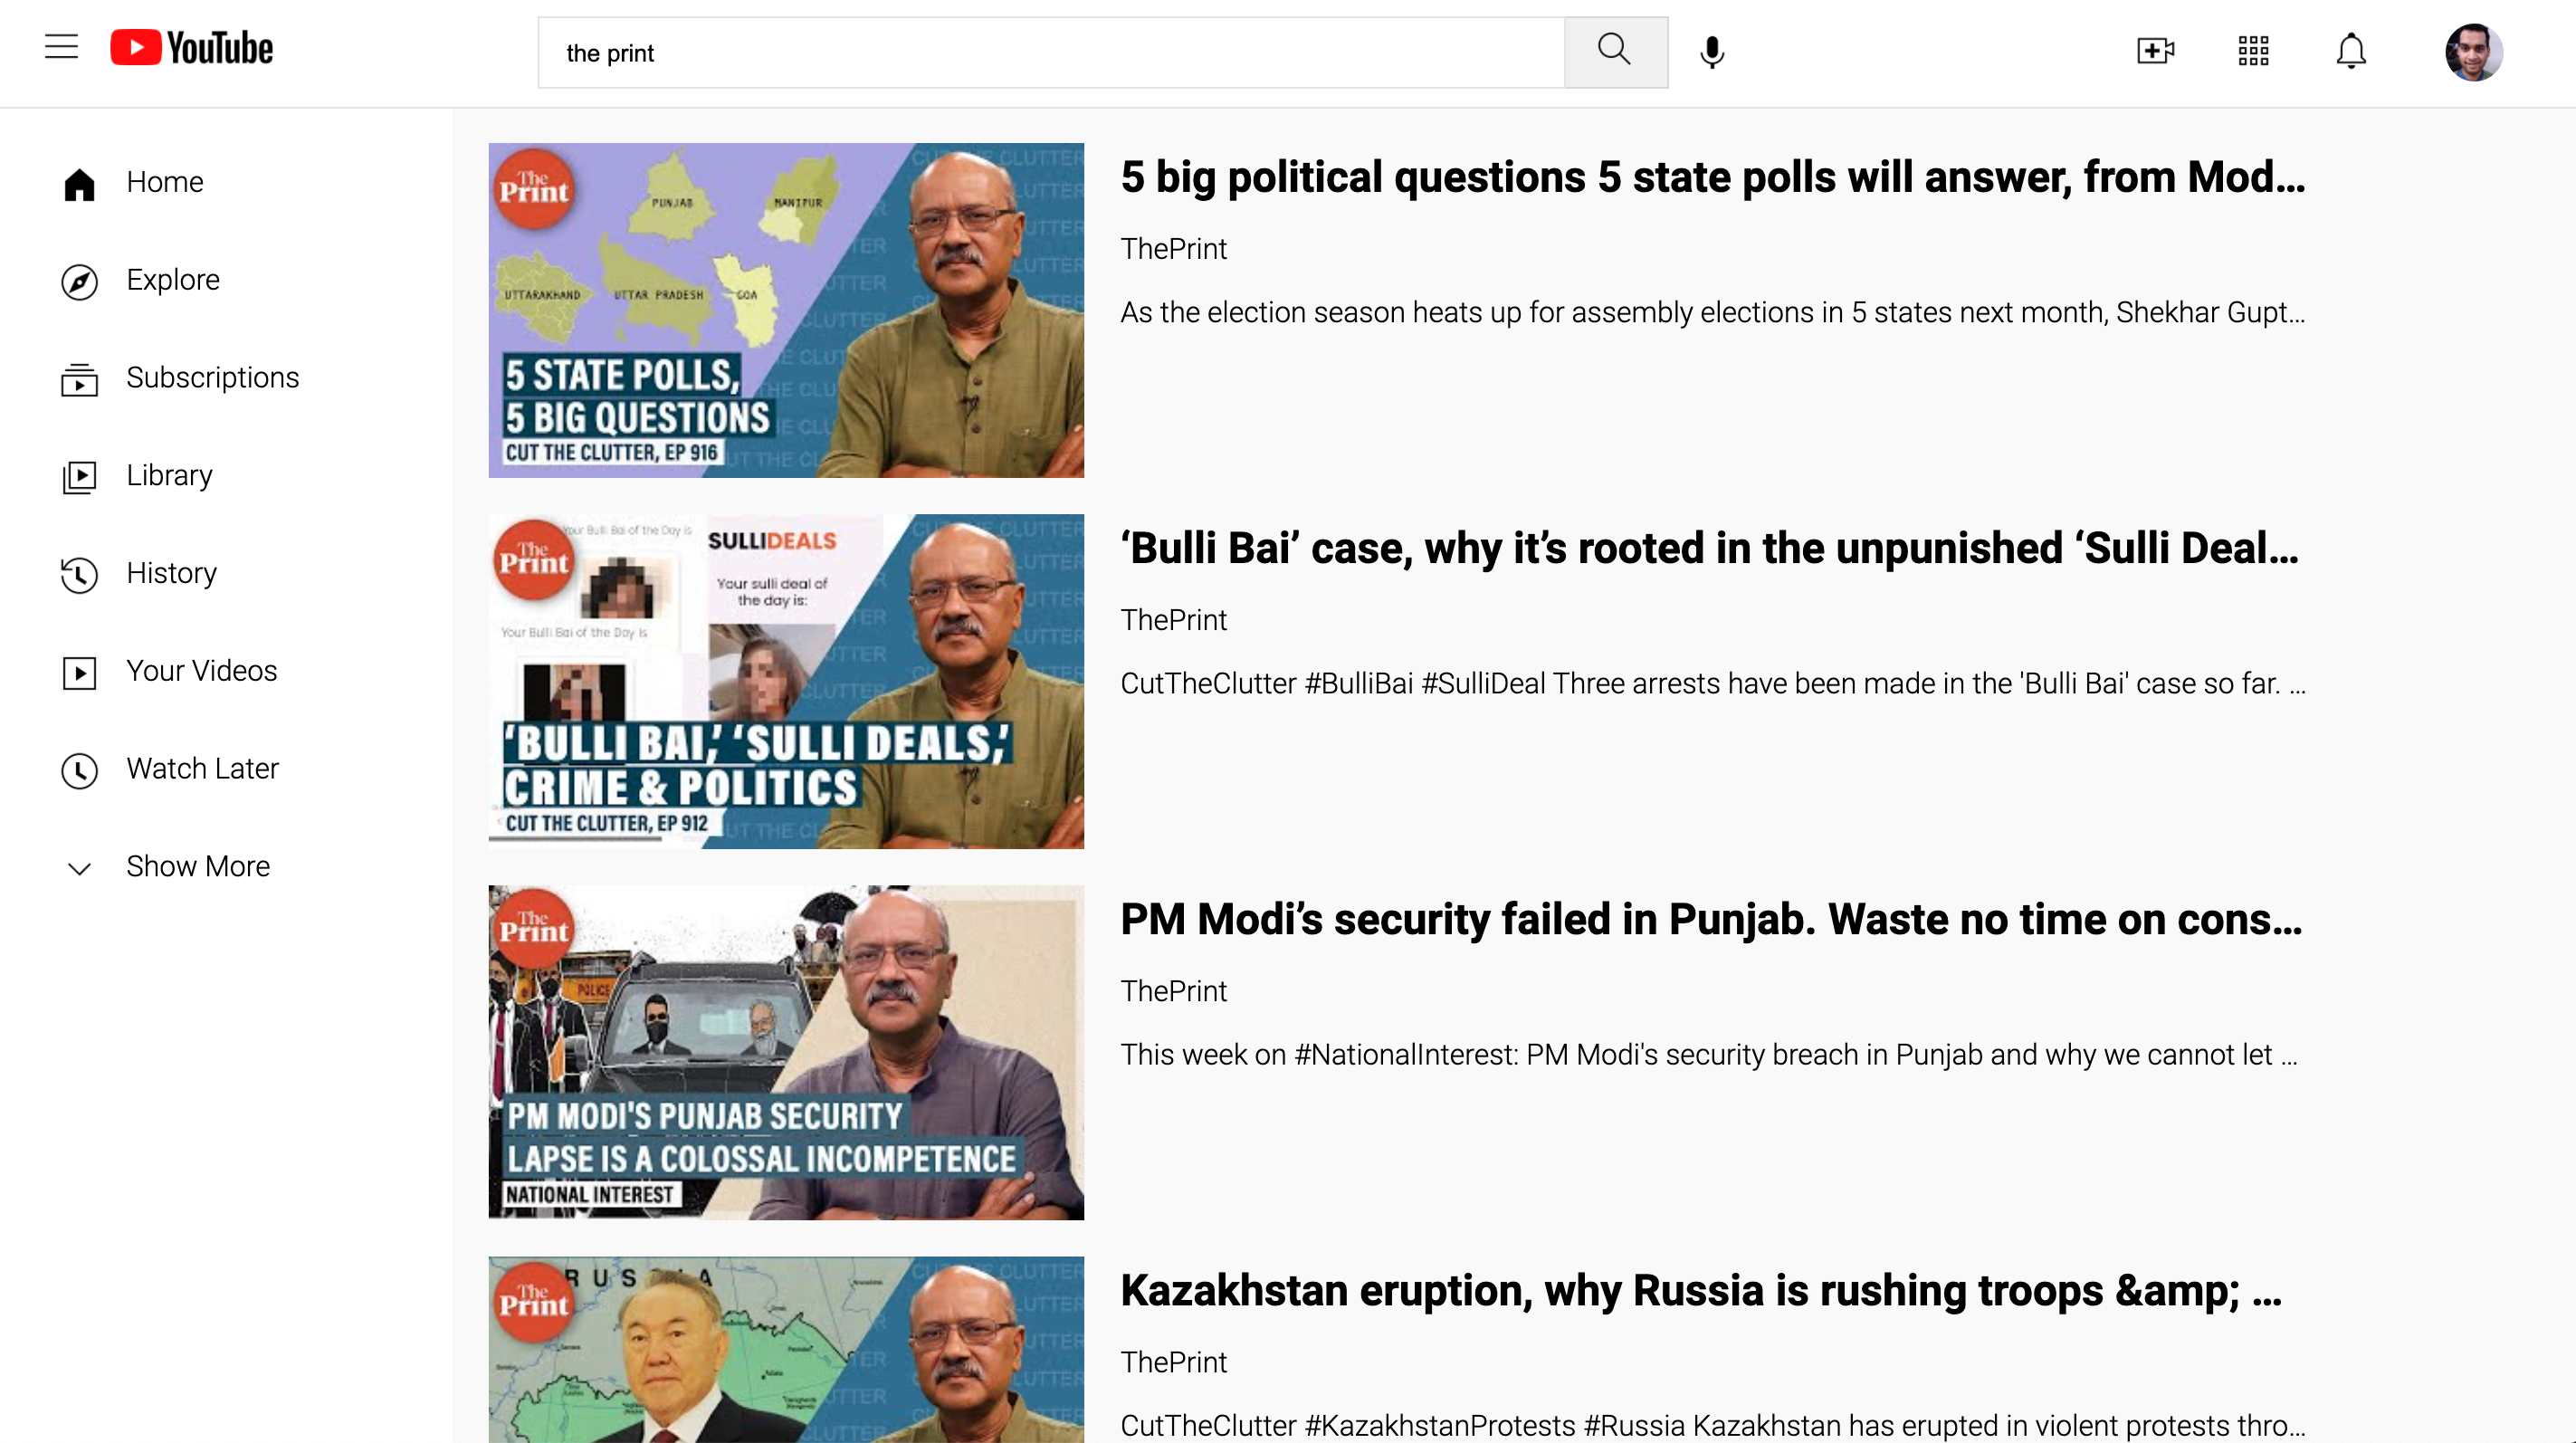 YouTube
the print
Home
Explore
Subscriptions
Library
History
Your Videos
Watch Later
Show More
The
Print
PUNJAB
MANIPUR
UTTARAKHAND
UTTAR PRADESH
GOA
5 STATE POLLS,
5 BIG QUESTIONS
CUT THE CLUTTER, EP 916
5 big political questions 5 state polls will answer, from Mod...
ThePrint
As the election season heats up for assembly elections in 5 states next month, Shekhar Gupt...
The
Print
Your Bulli Bai of the Day is
SULLIDEALS
Your sulli deal of
the day is:
Your Bulli Bai of the Day is
‘BULLI BAI,’ ‘SULLI DEALS,’
CRIME & POLITICS
CUT THE CLUTTER, EP 912
‘Bulli Bai’ case, why it’s rooted in the unpunished ‘Sulli Deal...
ThePrint
CutTheClutter #BulliBai #SulliDeal Three arrests have been made in the 'Bulli Bai' case so far. ...
The
Print
POLICE
PM MODI'S PUNJAB SECURITY
LAPSE IS A COLOSSAL INCOMPETENCE
NATIONAL INTEREST
PM Modi’s security failed in Punjab. Waste no time on cons...
ThePrint
This week on #NationalInterest: PM Modi's security breach in Punjab and why we cannot let ...
The
Print
Kazakhstan eruption, why Russia is rushing troops &amp; ...
ThePrint
CutTheClutter #KazakhstanProtests #Russia Kazakhstan has erupted in violent protests thro...